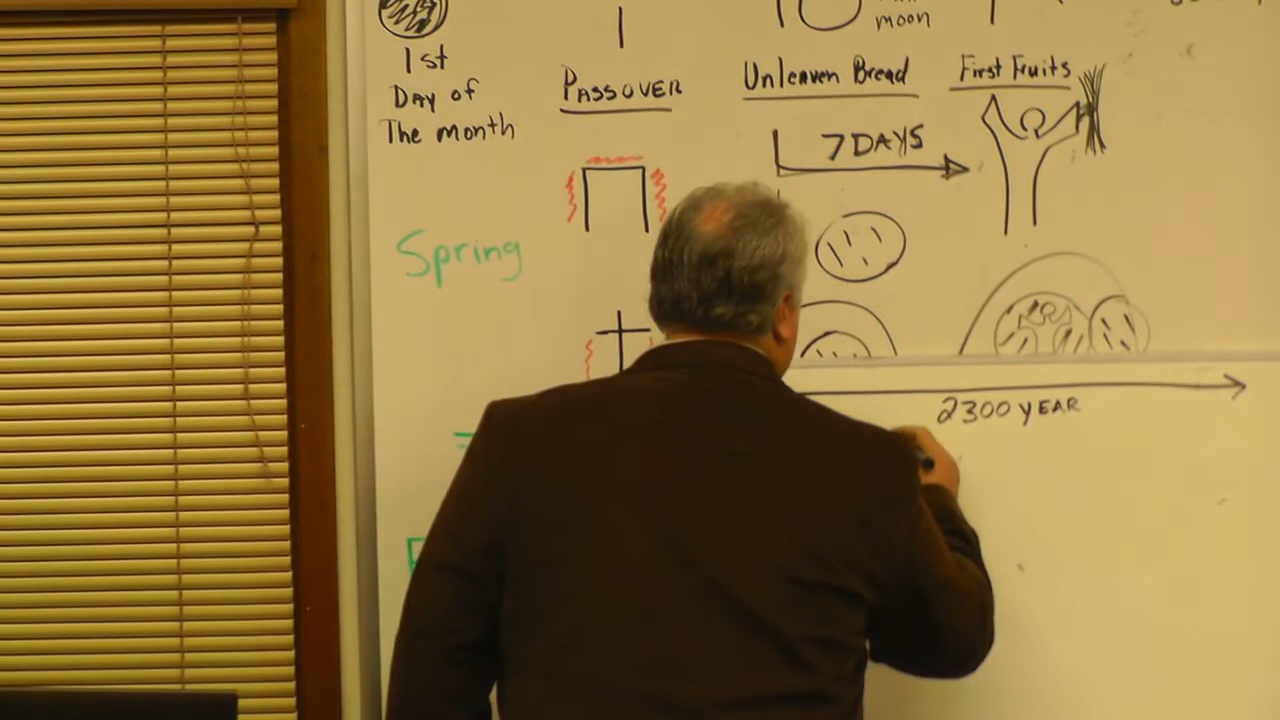 moon
1st
Day of
The month
PASSOVER
Unleaven Bread
First Fruits
7 DAYS
Spring
2300 YEAR